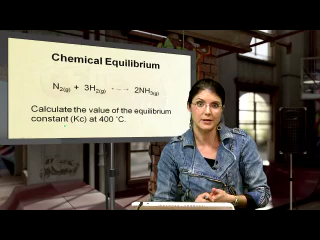 Chemical Equilibrium
N2(g) + 3H2(g) ---→ 2NH3(g)
Calculate the value of the equilibrium
constant (Kc) at 400 °C.